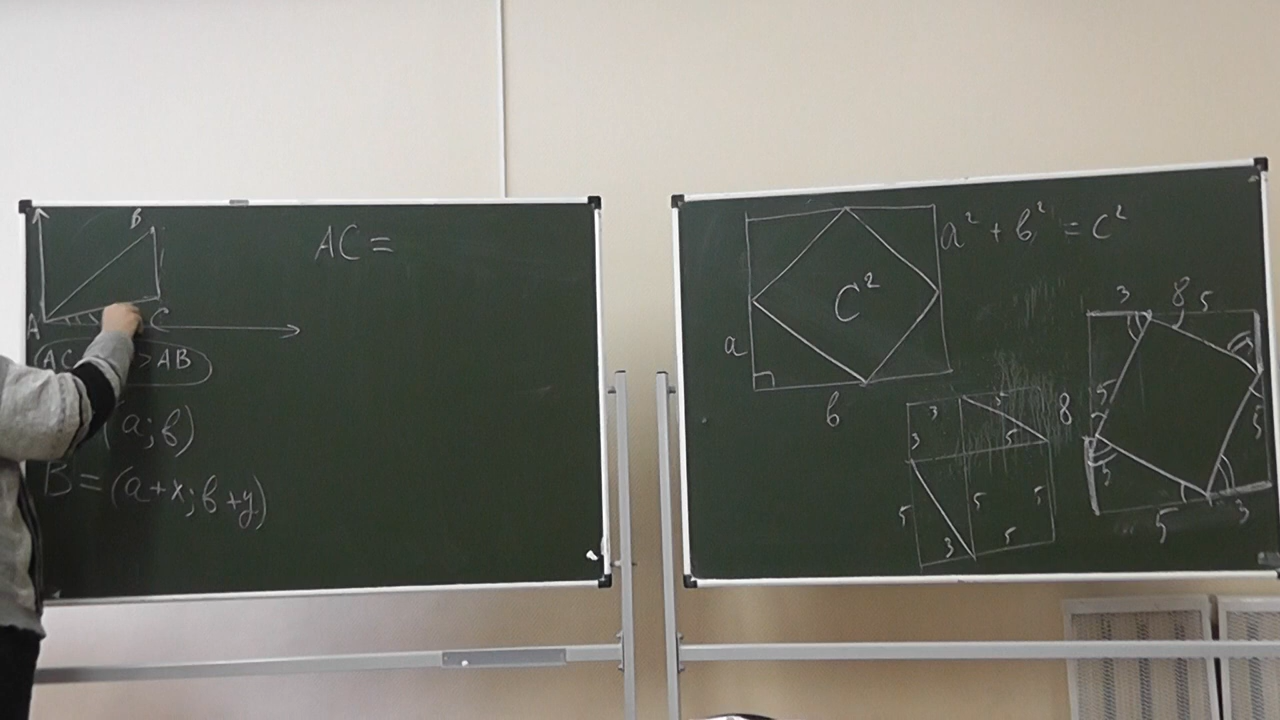 B
A
C
AC =
AC > AB
(a; b)
B = (a+x; b+y)
a² + b² = c²
C²
a
b
3 8 5
5
5
5
5 3
8
3 5
3 5
5 5 5
3 5